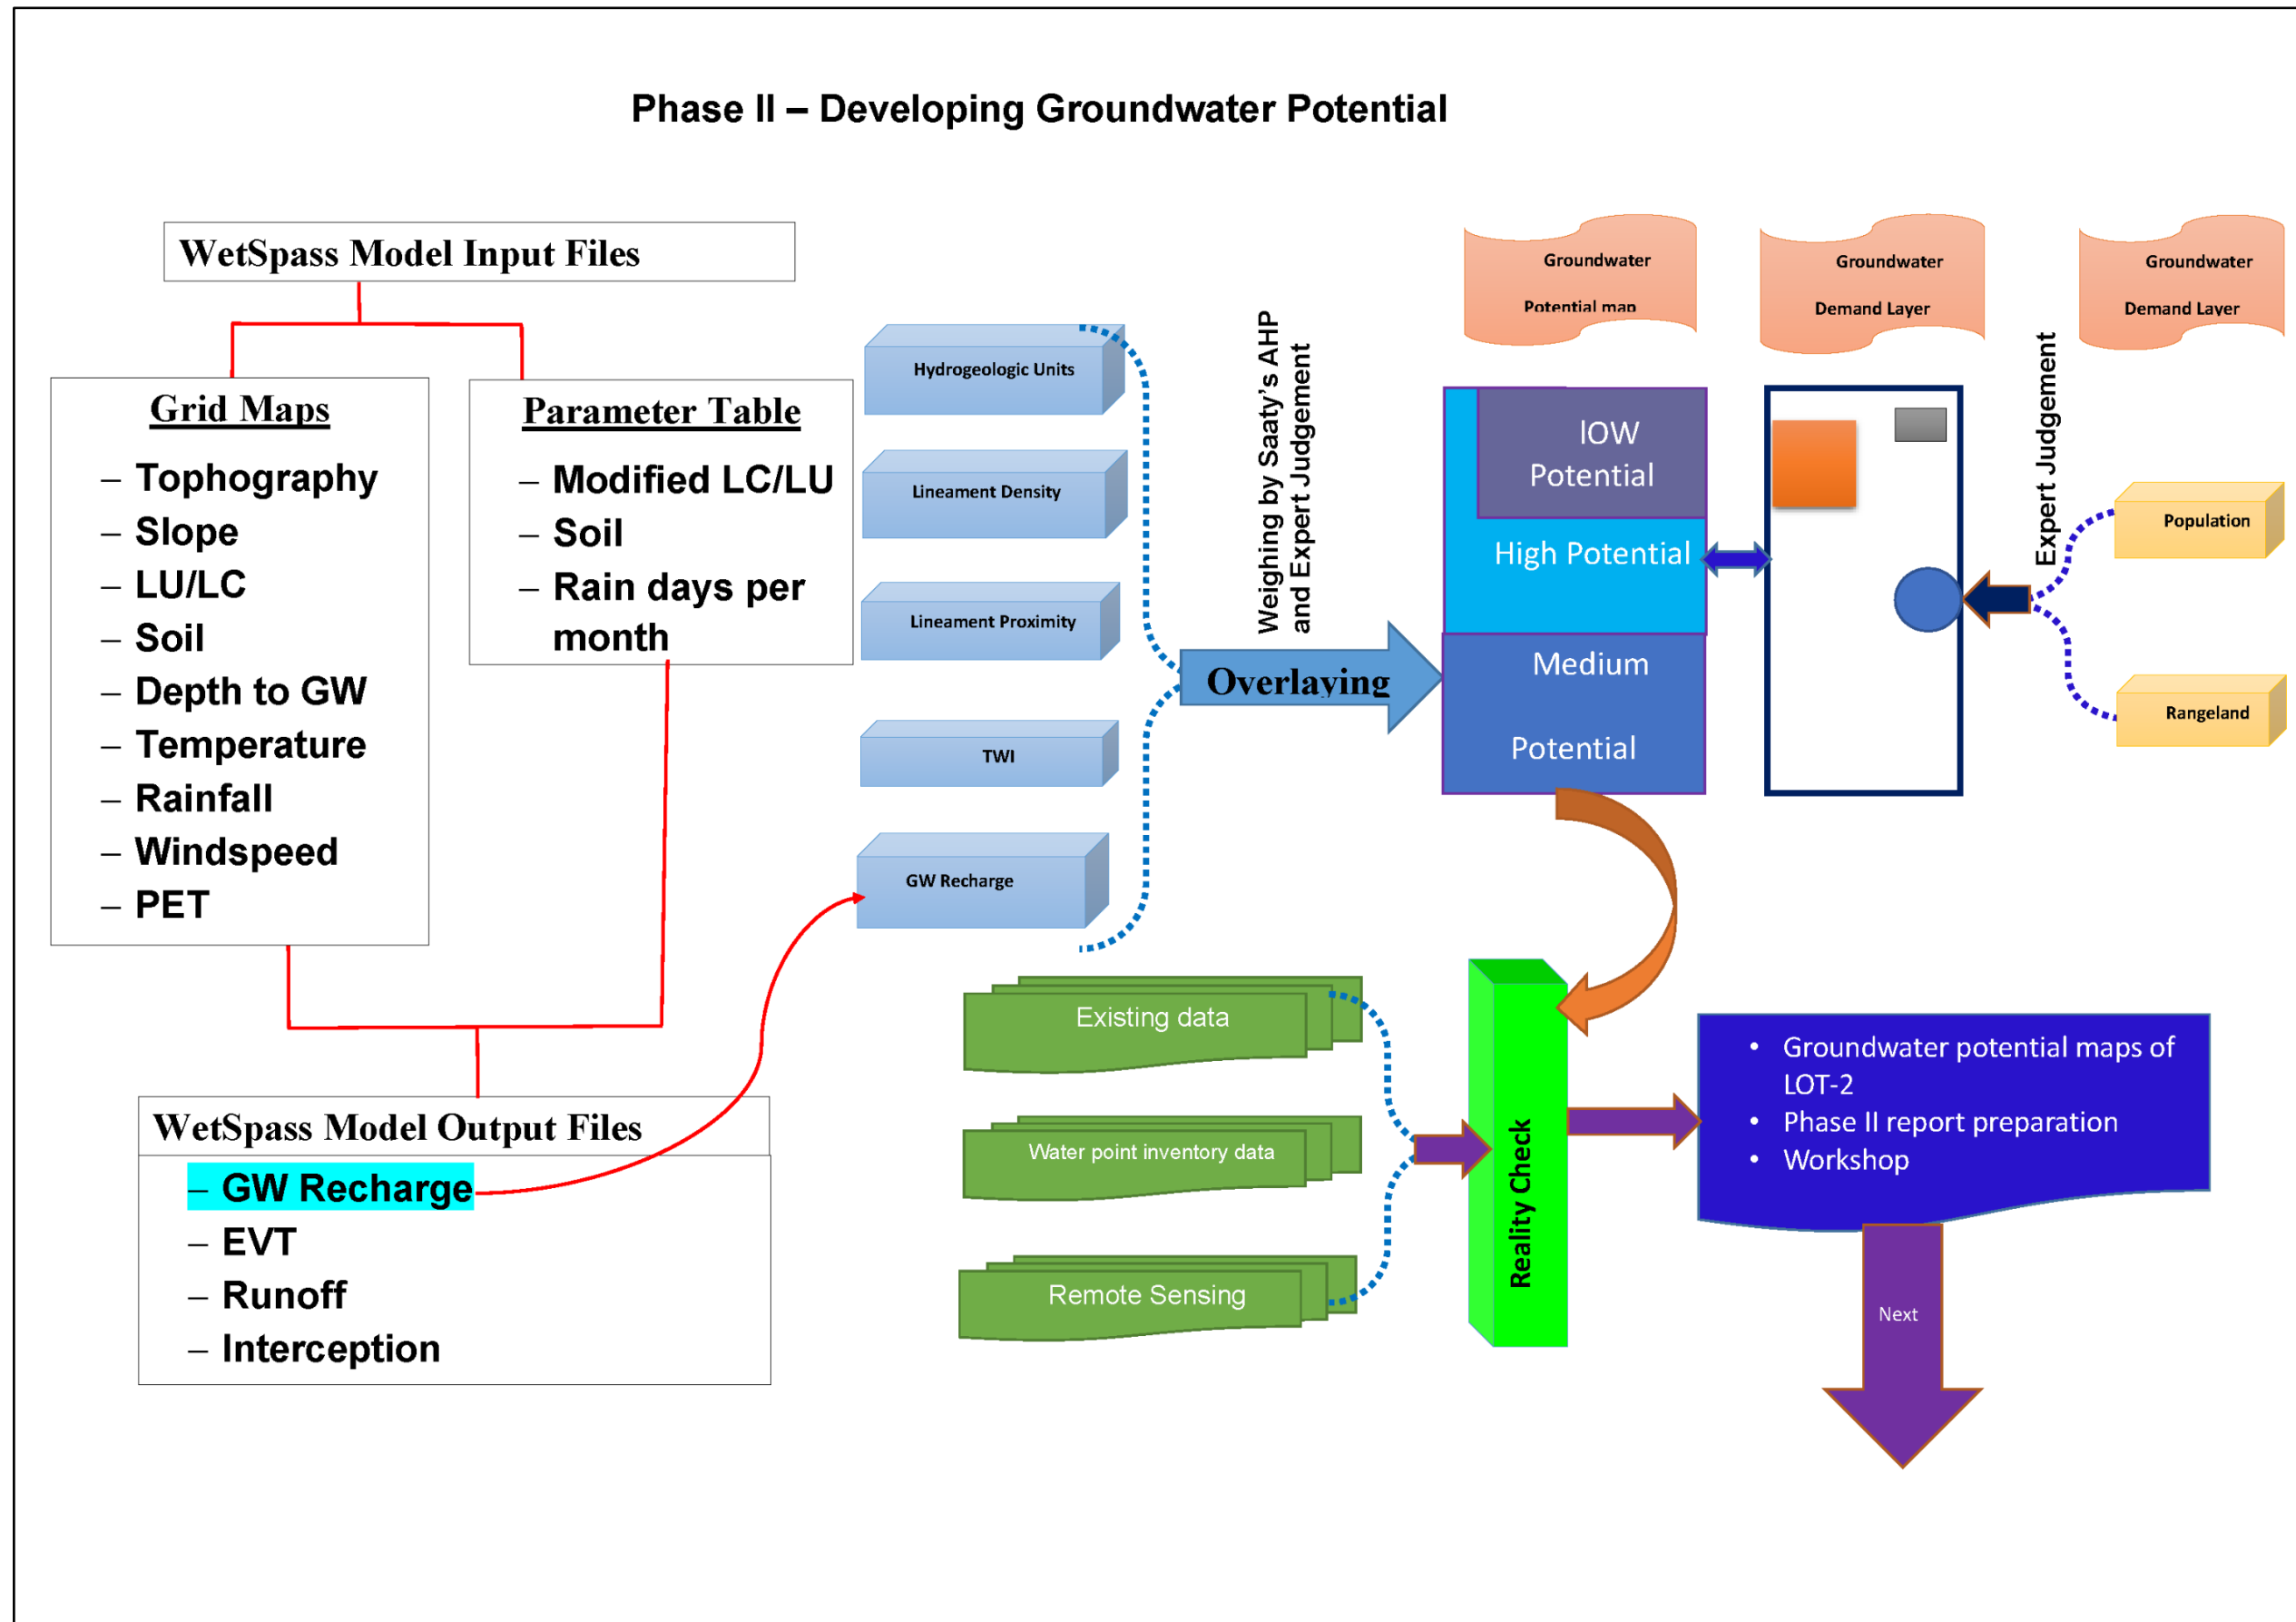 Phase II – Developing Groundwater Potential
WetSpass Model Input Files
Grid Maps
– Tophography
– Slope
– LU/LC
– Soil
– Depth to GW
– Temperature
– Rainfall
– Windspeed
– PET
Parameter Table
– Modified LC/LU
– Soil
– Rain days per
month
WetSpass Model Output Files
– GW Recharge
– EVT
– Runoff
– Interception
Hydrogeologic Units
Lineament Density
Lineament Proximity
TWI
GW Recharge
Weighing by Saaty's AHP
and Expert Judgement
Overlaying
Groundwater
Potential map
Groundwater
Demand Layer
Groundwater
Demand Layer
lOW
Potential
High Potential
Medium
Potential
Expert Judgement
Population
Rangeland
Existing data
Water point inventory data
Remote Sensing
Reality Check
• Groundwater potential maps of
LOT-2
• Phase II report preparation
• Workshop
Next